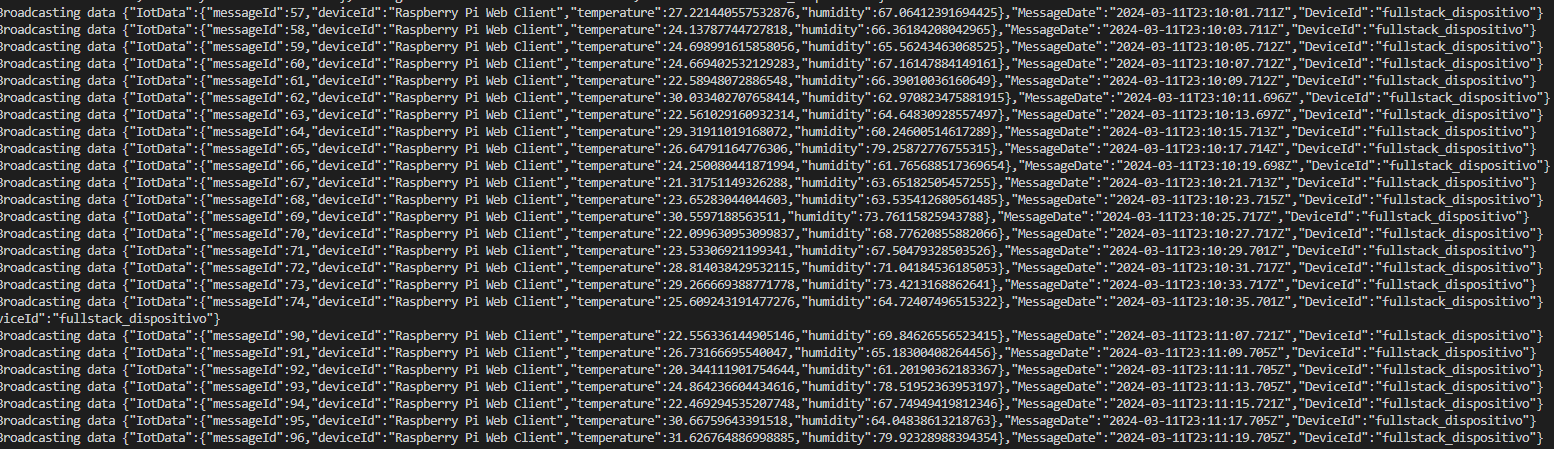 Broadcasting data {"IotData":{"messageId":57,"deviceId":"Raspberry Pi Web Client","temperature":27.221440557532876,"humidity":67.06412391694425},"MessageDate":"2024-03-11T23:10:01.711Z","DeviceId":"fullstack_dispositivo"}
Broadcasting data {"IotData":{"messageId":58,"deviceId":"Raspberry Pi Web Client","temperature":24.13787744727818,"humidity":66.36184208042965},"MessageDate":"2024-03-11T23:10:03.711Z","DeviceId":"fullstack_dispositivo"}
Broadcasting data {"IotData":{"messageId":59,"deviceId":"Raspberry Pi Web Client","temperature":24.698991615858056,"humidity":65.56243463068525},"MessageDate":"2024-03-11T23:10:05.712Z","DeviceId":"fullstack_dispositivo"}
Broadcasting data {"IotData":{"messageId":60,"deviceId":"Raspberry Pi Web Client","temperature":24.669402532129283,"humidity":67.16147884149161},"MessageDate":"2024-03-11T23:10:07.712Z","DeviceId":"fullstack_dispositivo"}
Broadcasting data {"IotData":{"messageId":61,"deviceId":"Raspberry Pi Web Client","temperature":22.58948072886548,"humidity":66.39010036160649},"MessageDate":"2024-03-11T23:10:09.712Z","DeviceId":"fullstack_dispositivo"}
Broadcasting data {"IotData":{"messageId":62,"deviceId":"Raspberry Pi Web Client","temperature":30.033402707658414,"humidity":62.970823475881915},"MessageDate":"2024-03-11T23:10:11.696Z","DeviceId":"fullstack_dispositivo"}
Broadcasting data {"IotData":{"messageId":63,"deviceId":"Raspberry Pi Web Client","temperature":22.561029160932314,"humidity":64.64830928557497},"MessageDate":"2024-03-11T23:10:13.697Z","DeviceId":"fullstack_dispositivo"}
Broadcasting data {"IotData":{"messageId":64,"deviceId":"Raspberry Pi Web Client","temperature":29.31911019168072,"humidity":60.24600514617289},"MessageDate":"2024-03-11T23:10:15.713Z","DeviceId":"fullstack_dispositivo"}
Broadcasting data {"IotData":{"messageId":65,"deviceId":"Raspberry Pi Web Client","temperature":26.64791164776306,"humidity":79.25872776755315},"MessageDate":"2024-03-11T23:10:17.714Z","DeviceId":"fullstack_dispositivo"}
Broadcasting data {"IotData":{"messageId":66,"deviceId":"Raspberry Pi Web Client","temperature":24.250080441871994,"humidity":61.765688517369654},"MessageDate":"2024-03-11T23:10:19.698Z","DeviceId":"fullstack_dispositivo"}
Broadcasting data {"IotData":{"messageId":67,"deviceId":"Raspberry Pi Web Client","temperature":21.31751149326288,"humidity":63.65182505457255},"MessageDate":"2024-03-11T23:10:21.713Z","DeviceId":"fullstack_dispositivo"}
Broadcasting data {"IotData":{"messageId":68,"deviceId":"Raspberry Pi Web Client","temperature":23.65283044044603,"humidity":63.535412680561485},"MessageDate":"2024-03-11T23:10:23.715Z","DeviceId":"fullstack_dispositivo"}
Broadcasting data {"IotData":{"messageId":69,"deviceId":"Raspberry Pi Web Client","temperature":30.5597188563511,"humidity":73.76115825943788},"MessageDate":"2024-03-11T23:10:25.717Z","DeviceId":"fullstack_dispositivo"}
Broadcasting data {"IotData":{"messageId":70,"deviceId":"Raspberry Pi Web Client","temperature":22.099630953099837,"humidity":68.77620855882066},"MessageDate":"2024-03-11T23:10:27.717Z","DeviceId":"fullstack_dispositivo"}
Broadcasting data {"IotData":{"messageId":71,"deviceId":"Raspberry Pi Web Client","temperature":23.53306921199341,"humidity":67.50479328503526},"MessageDate":"2024-03-11T23:10:29.701Z","DeviceId":"fullstack_dispositivo"}
Broadcasting data {"IotData":{"messageId":72,"deviceId":"Raspberry Pi Web Client","temperature":28.814038429532115,"humidity":71.04184536185053},"MessageDate":"2024-03-11T23:10:31.717Z","DeviceId":"fullstack_dispositivo"}
Broadcasting data {"IotData":{"messageId":73,"deviceId":"Raspberry Pi Web Client","temperature":29.266669388771778,"humidity":73.4213168862641},"MessageDate":"2024-03-11T23:10:33.717Z","DeviceId":"fullstack_dispositivo"}
Broadcasting data {"IotData":{"messageId":74,"deviceId":"Raspberry Pi Web Client","temperature":25.609243191477276,"humidity":64.72407496515322},"MessageDate":"2024-03-11T23:10:35.701Z","DeviceId":"fullstack_dispositivo"}
viceId":"fullstack_dispositivo"}
Broadcasting data {"IotData":{"messageId":90,"deviceId":"Raspberry Pi Web Client","temperature":22.556336144905146,"humidity":69.84626556523415},"MessageDate":"2024-03-11T23:11:07.721Z","DeviceId":"fullstack_dispositivo"}
Broadcasting data {"IotData":{"messageId":91,"deviceId":"Raspberry Pi Web Client","temperature":26.73166695540047,"humidity":65.18300408264456},"MessageDate":"2024-03-11T23:11:09.705Z","DeviceId":"fullstack_dispositivo"}
Broadcasting data {"IotData":{"messageId":92,"deviceId":"Raspberry Pi Web Client","temperature":20.344111901754644,"humidity":61.20190362183367},"MessageDate":"2024-03-11T23:11:11.705Z","DeviceId":"fullstack_dispositivo"}
Broadcasting data {"IotData":{"messageId":93,"deviceId":"Raspberry Pi Web Client","temperature":24.864236604434616,"humidity":78.51952363953197},"MessageDate":"2024-03-11T23:11:13.705Z","DeviceId":"fullstack_dispositivo"}
Broadcasting data {"IotData":{"messageId":94,"deviceId":"Raspberry Pi Web Client","temperature":22.469294535207748,"humidity":67.74949419812346},"MessageDate":"2024-03-11T23:11:15.721Z","DeviceId":"fullstack_dispositivo"}
Broadcasting data {"IotData":{"messageId":95,"deviceId":"Raspberry Pi Web Client","temperature":30.66759643391518,"humidity":64.04838613218763},"MessageDate":"2024-03-11T23:11:17.705Z","DeviceId":"fullstack_dispositivo"}
Broadcasting data {"IotData":{"messageId":96,"deviceId":"Raspberry Pi Web Client","temperature":31.626764886998885,"humidity":79.92328988394354},"MessageDate":"2024-03-11T23:11:19.705Z","DeviceId":"fullstack_dispositivo"}